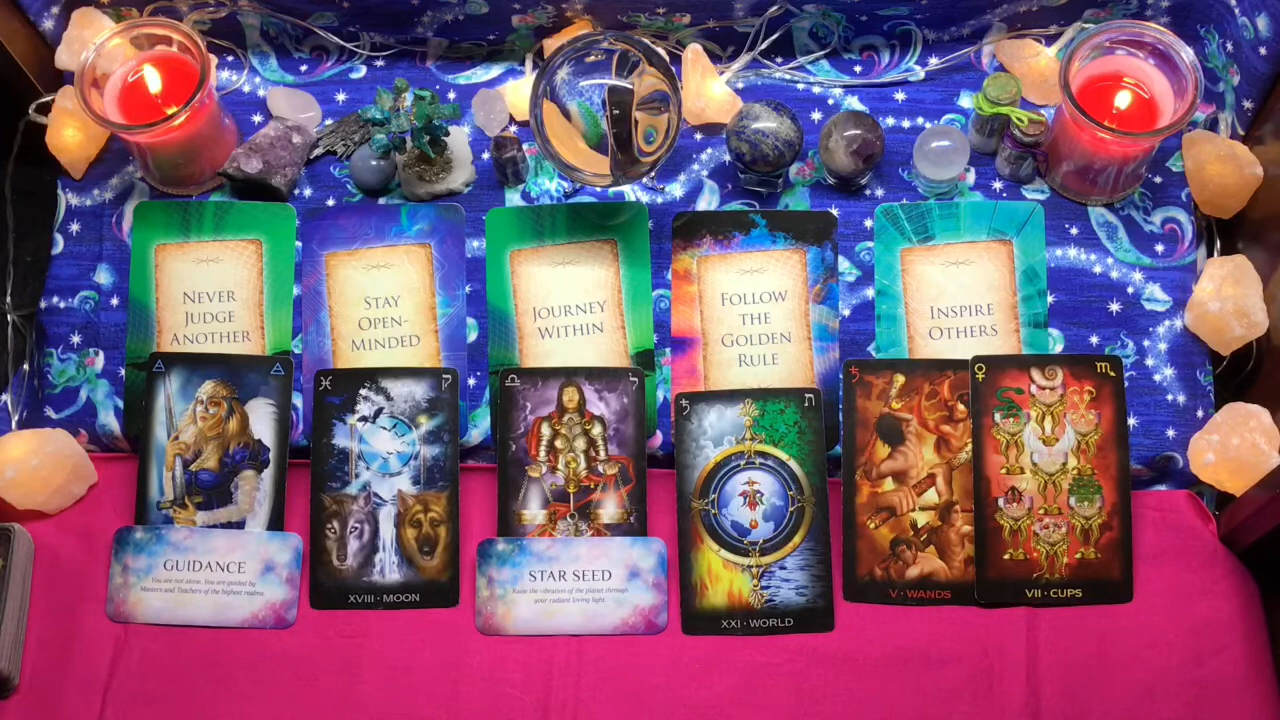 NEVER
JUDGE
ANOTHER
STAY
OPEN-
MINDED
JOURNEY
WITHIN
FOLLOW
THE
GOLDEN
RULE
INSPIRE
OTHERS
♓ ק
♎ ל
♄ ת
♄
♀ ♏
GUIDANCE
You are not alone. You are guided by
Masters and Teachers of the highest realms.
XVIII · MOON
STAR SEED
Raise the vibration of the planet through
your radiant loving light.
XXI · WORLD
V · WANDS
VII · CUPS